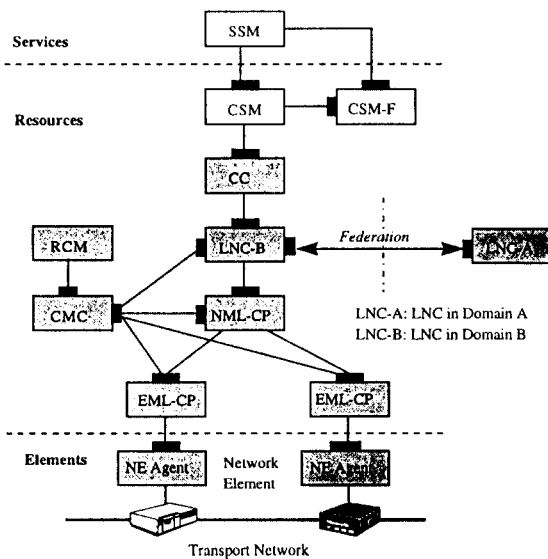 SSM
Services
CSM
CSM-F
Resources
CC
RCM
LNC-B
Federation
LNC-A
CMC
NML-CP
LNC-A: LNC in Domain A
LNC-B: LNC in Domain B
EML-CP
EML-CP
Elements
NE Agent
Network
Element
NE Agent
Transport Network